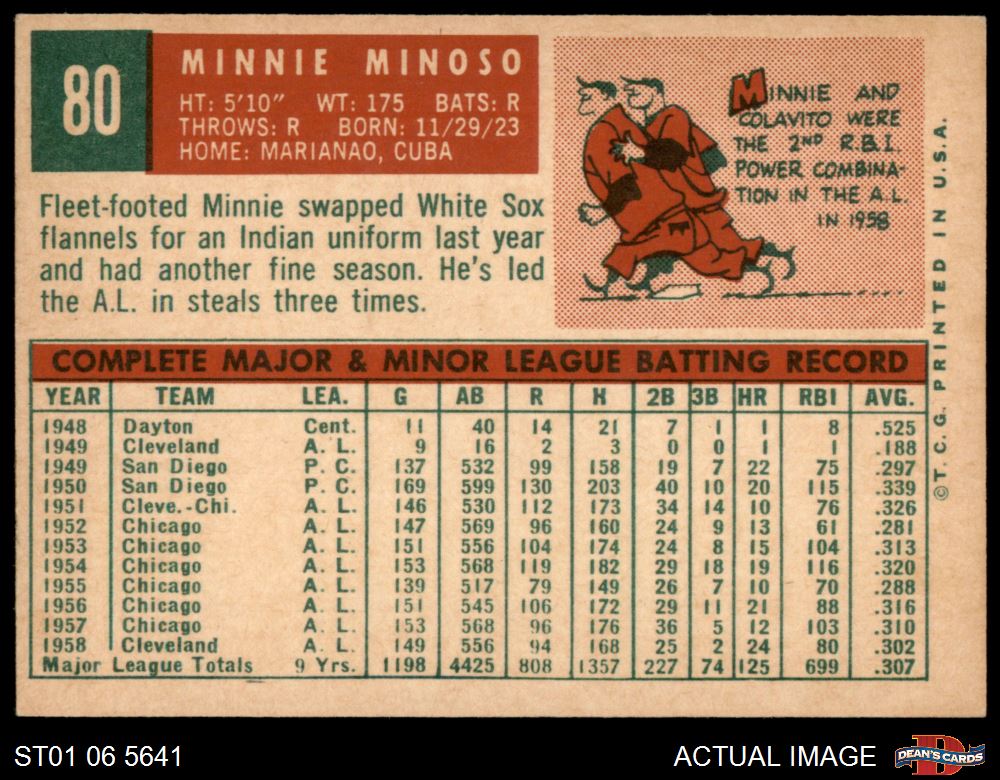 80
MINNIE MINOSO
HT: 5'10" WT: 175 BATS: R
THROWS: R BORN: 11/29/23
HOME: MARIANAO, CUBA
Fleet-footed Minnie swapped White Sox
flannels for an Indian uniform last year
and had another fine season. He's led
the A.L. in steals three times.
MINNIE AND
COLAVITO WERE
THE 2ND R.B.I.
POWER COMBINA-
TION IN THE A.L.
IN 1958
©T.C.G. PRINTED IN U.S.A.
COMPLETE MAJOR & MINOR LEAGUE BATTING RECORD
YEAR TEAM LEA. G AB R H 2B 3B HR RBI AVG.
1948 Dayton Cent. 11 40 14 21 7 1 1 8 .525
1949 Cleveland A. L. 9 16 2 3 0 0 1 1 .188
1949 San Diego P. C. 137 532 99 158 19 7 22 75 .297
1950 San Diego P. C. 169 599 130 203 40 10 20 115 .339
1951 Cleve.-Chi. A. L. 146 530 112 173 34 14 10 76 .326
1952 Chicago A. L. 147 569 96 160 24 9 13 61 .281
1953 Chicago A. L. 151 556 104 174 24 8 15 104 .313
1954 Chicago A. L. 153 568 119 182 29 18 19 116 .320
1955 Chicago A. L. 139 517 79 149 26 7 10 70 .288
1956 Chicago A. L. 151 545 106 172 29 11 21 88 .316
1957 Chicago A. L. 153 568 96 176 36 5 12 103 .310
1958 Cleveland A. L. 149 556 94 168 25 2 24 80 .302
Major League Totals 9 Yrs. 1198 4425 808 1357 227 74 125 699 .307
ST01 06 5641
ACTUAL IMAGE
DEAN'S CARDS